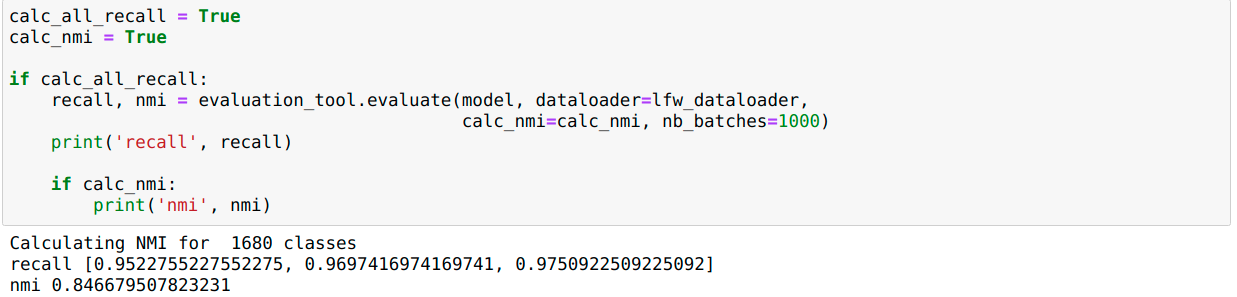 calc_all_recall = True
calc_nmi = True
if calc_all_recall:
    recall, nmi = evaluation_tool.evaluate(model, dataloader=lfw_dataloader,
                                           calc_nmi=calc_nmi, nb_batches=1000)
    print('recall', recall)
    if calc_nmi:
        print('nmi', nmi)
Calculating NMI for  1680 classes
recall [0.9522755227552275, 0.9697416974169741, 0.9750922509225092]
nmi 0.846679507823231